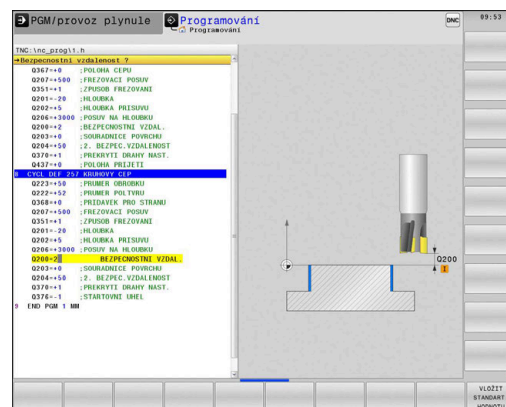 PGM/provoz plynule
Programování
Programování
DNC
09:53
TNC:\nc_prog\1.h
→Bezpecnostni vzdalenost ?
Q367=+0 ;POLOHA CEPU
Q207=+500 ;FREZOVACI POSUV
Q351=+1 ;ZPUSOB FREZOVANI
Q201=-20 ;HLOUBKA
Q202=+5 ;HLOUBKA PRISUVU
Q206=+3000 ;POSUV NA HLOUBKU
Q200=+2 ;BEZPECNOSTNI VZDAL.
Q203=+0 ;SOURADNICE POVRCHU
Q204=+50 ;2. BEZPEC.VZDALENOST
Q370=+1 ;PREKRYTI DRAHY NAST.
Q437=+0 ;POLOHA PRIJETI
8 CYCL DEF 257 KRUHOVY CEP
Q223=+50 ;PRUMER OBROBKU
Q222=+52 ;PRUMER POLTVRU
Q368=+0 ;PRIDAVEK PRO STRANU
Q207=+500 ;FREZOVACI POSUV
Q351=+1 ;ZPUSOB FREZOVANI
Q201=-20 ;HLOUBKA
Q202=+5 ;HLOUBKA PRISUVU
Q206=+3000 ;POSUV NA HLOUBKU
Q200=2 BEZPECNOSTNI VZDAL.
Q203=+0 ;SOURADNICE POVRCHU
Q204=+50 ;2. BEZPEC.VZDALENOST
Q370=+1 ;PREKRYTI DRAHY NAST.
Q376=-1 ;STARTOVNI UHEL
9 END PGM 1 MM
Q200
I
VLOŽIT
STANDART
HODNOTU